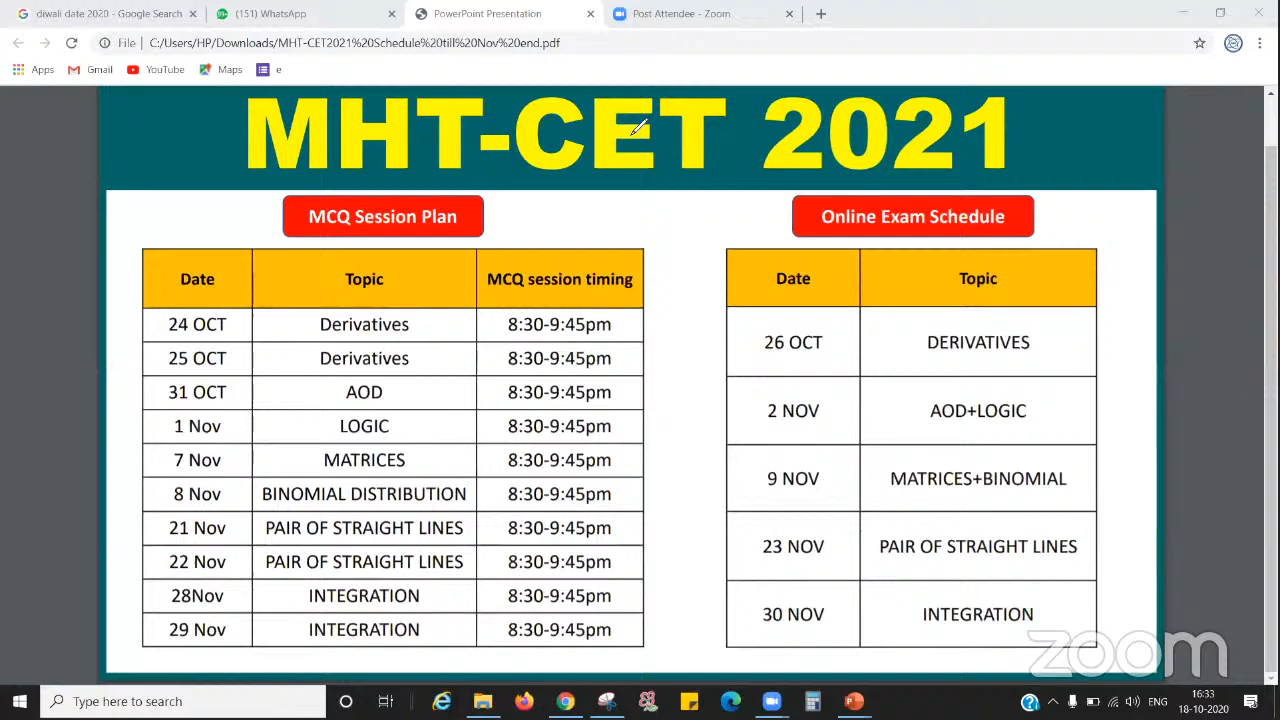 diwali date 2020 - Google Search
(151) WhatsApp
PowerPoint Presentation
Post Attendee - Zoom
File | C:/Users/HP/Downloads/MHT-CET2021%20Schedule%20till%20Nov%20end.pdf
Apps Gmail YouTube Maps e
MHT-CET 2021
MCQ Session Plan
Date Topic MCQ session timing
24 OCT Derivatives 8:30-9:45pm
25 OCT Derivatives 8:30-9:45pm
31 OCT AOD 8:30-9:45pm
1 Nov LOGIC 8:30-9:45pm
7 Nov MATRICES 8:30-9:45pm
8 Nov BINOMIAL DISTRIBUTION 8:30-9:45pm
21 Nov PAIR OF STRAIGHT LINES 8:30-9:45pm
22 Nov PAIR OF STRAIGHT LINES 8:30-9:45pm
28Nov INTEGRATION 8:30-9:45pm
29 Nov INTEGRATION 8:30-9:45pm
Online Exam Schedule
Date Topic
26 OCT DERIVATIVES
2 NOV AOD+LOGIC
9 NOV MATRICES+BINOMIAL
23 NOV PAIR OF STRAIGHT LINES
30 NOV INTEGRATION
zoom
Type here to search
ENG
16:33
18-10-2020